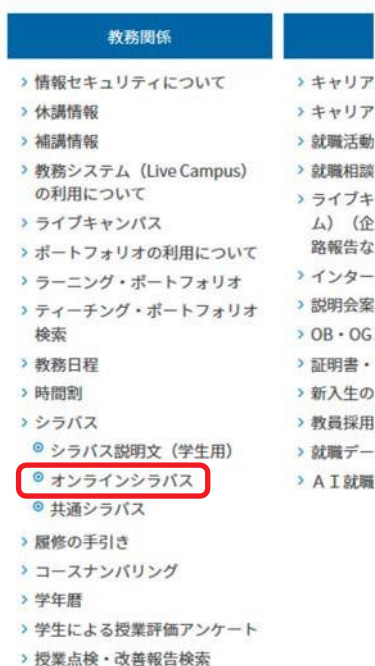 教務関係
情報セキュリティについて
休講情報
補講情報
教務システム（Live Campus）
の利用について
ライブキャンパス
ポートフォリオの利用について
ラーニング・ポートフォリオ
ティーチング・ポートフォリオ
検索
教務日程
時間割
シラバス
シラバス説明文（学生用）
オンラインシラバス
共通シラバス
履修の手引き
コースナンバリング
学年暦
学生による授業評価アンケート
授業点検・改善報告検索
キャリア
キャリア
就職活動
就職相談
ライブキ
ム）（企
路報告な
インター
説明会案
OB・OG
証明書・
新入生の
教員採用
就職デー
ＡＩ就職